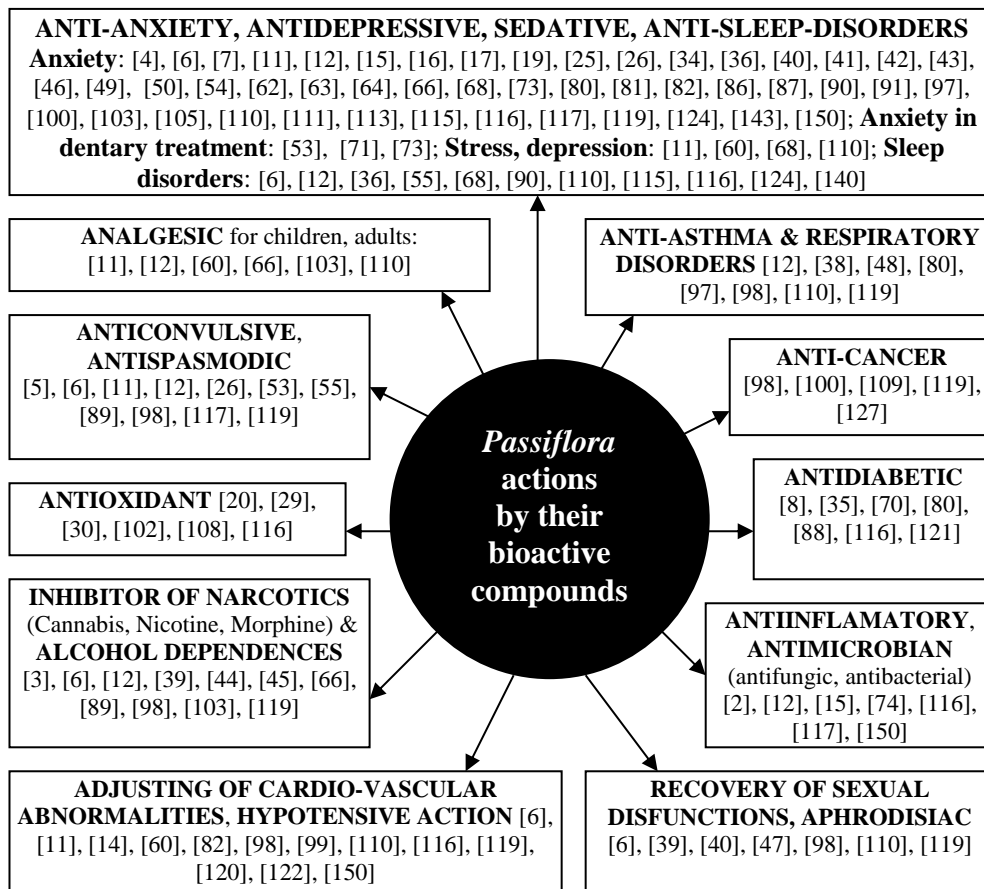 ANTI-ANXIETY, ANTIDEPRESSIVE, SEDATIVE, ANTI-SLEEP-DISORDERS
Anxiety: [4], [6], [7], [11], [12], [15], [16], [17], [19], [25], [26], [34], [36], [40], [41], [42], [43],
[46], [49], [50], [54], [62], [63], [64], [66], [68], [73], [80], [81], [82], [86], [87], [90], [91], [97],
[100], [103], [105], [110], [111], [113], [115], [116], [117], [119], [124], [143], [150]; Anxiety in
dentary treatment: [53], [71], [73]; Stress, depression: [11], [60], [68], [110]; Sleep
disorders: [6], [12], [36], [55], [68], [90], [110], [115], [116], [124], [140]
ANALGESIC for children, adults:
[11], [12], [60], [66], [103], [110]
ANTI-ASTHMA & RESPIRATORY
DISORDERS [12], [38], [48], [80],
[97], [98], [110], [119]
ANTICONVULSIVE,
ANTISPASMODIC
[5], [6], [11], [12], [26], [53], [55],
[89], [98], [117], [119]
ANTI-CANCER
[98], [100], [109], [119],
[127]
Passiflora
actions
by their
bioactive
compounds
ANTIOXIDANT [20], [29],
[30], [102], [108], [116]
ANTIDIABETIC
[8], [35], [70], [80],
[88], [116], [121]
INHIBITOR OF NARCOTICS
(Cannabis, Nicotine, Morphine) &
ALCOHOL DEPENDENCES
[3], [6], [12], [39], [44], [45], [66],
[89], [98], [103], [119]
ANTIINFLAMATORY,
ANTIMICROBIAN
(antifungic, antibacterial)
[2], [12], [15], [74], [116],
[117], [150]
ADJUSTING OF CARDIO-VASCULAR
ABNORMALITIES, HYPOTENSIVE ACTION [6],
[11], [14], [60], [82], [98], [99], [110], [116], [119],
[120], [122], [150]
RECOVERY OF SEXUAL
DISFUNCTIONS, APHRODISIAC
[6], [39], [40], [47], [98], [110], [119]